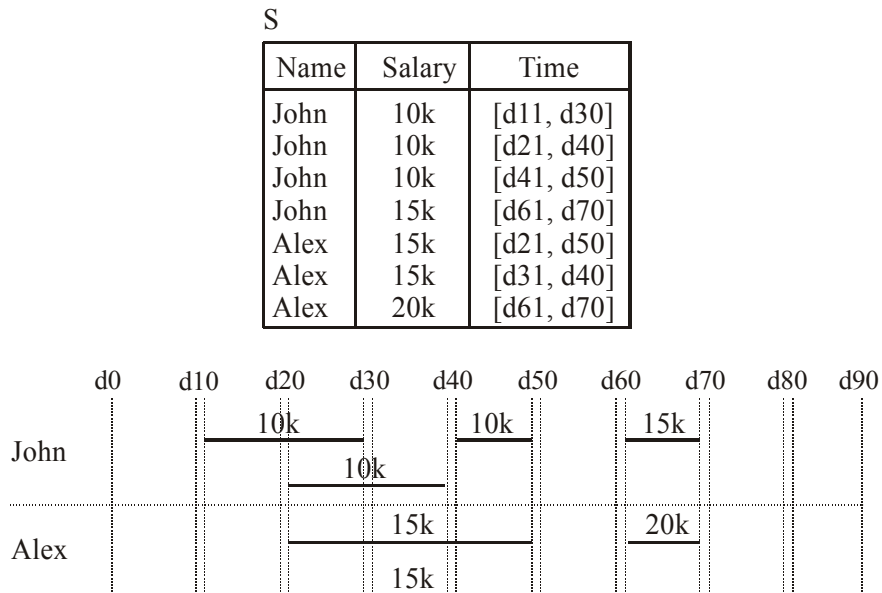 S
Name Salary Time
John 10k [d11, d30]
John 10k [d21, d40]
John 10k [d41, d50]
John 15k [d61, d70]
Alex 15k [d21, d50]
Alex 15k [d31, d40]
Alex 20k [d61, d70]
d0 d10 d20 d30 d40 d50 d60 d70 d80 d90
10k 10k 15k
John
10k
15k 20k
Alex
15k